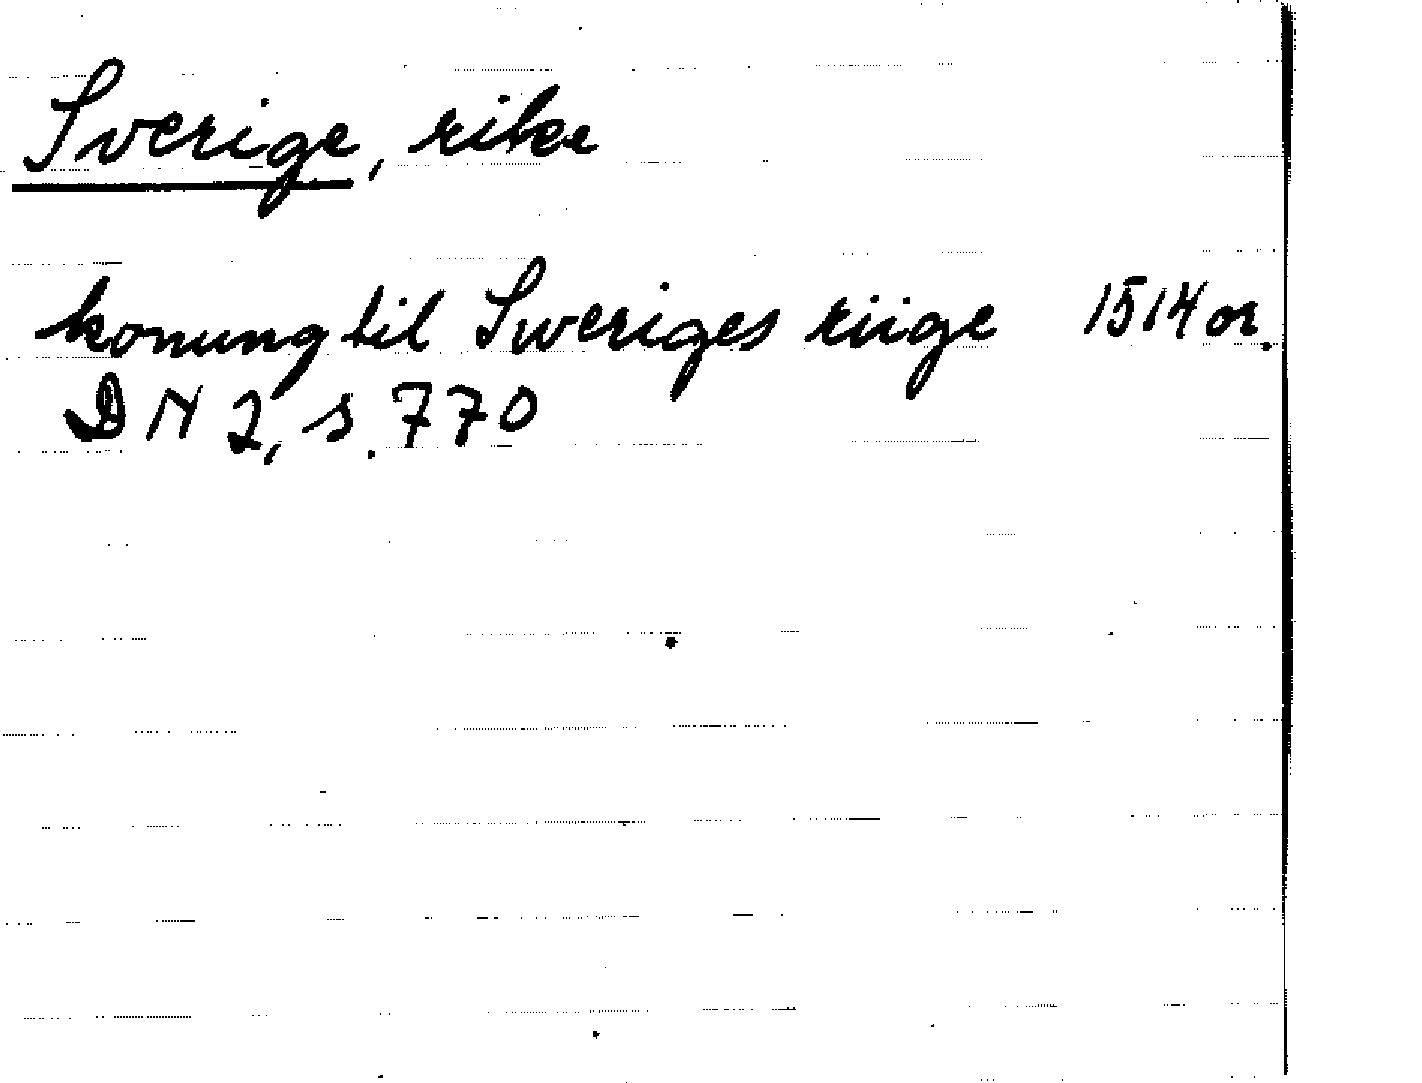 Sverige, rike
konung til Sweriges riige 1514 or.
DN 2, s. 770